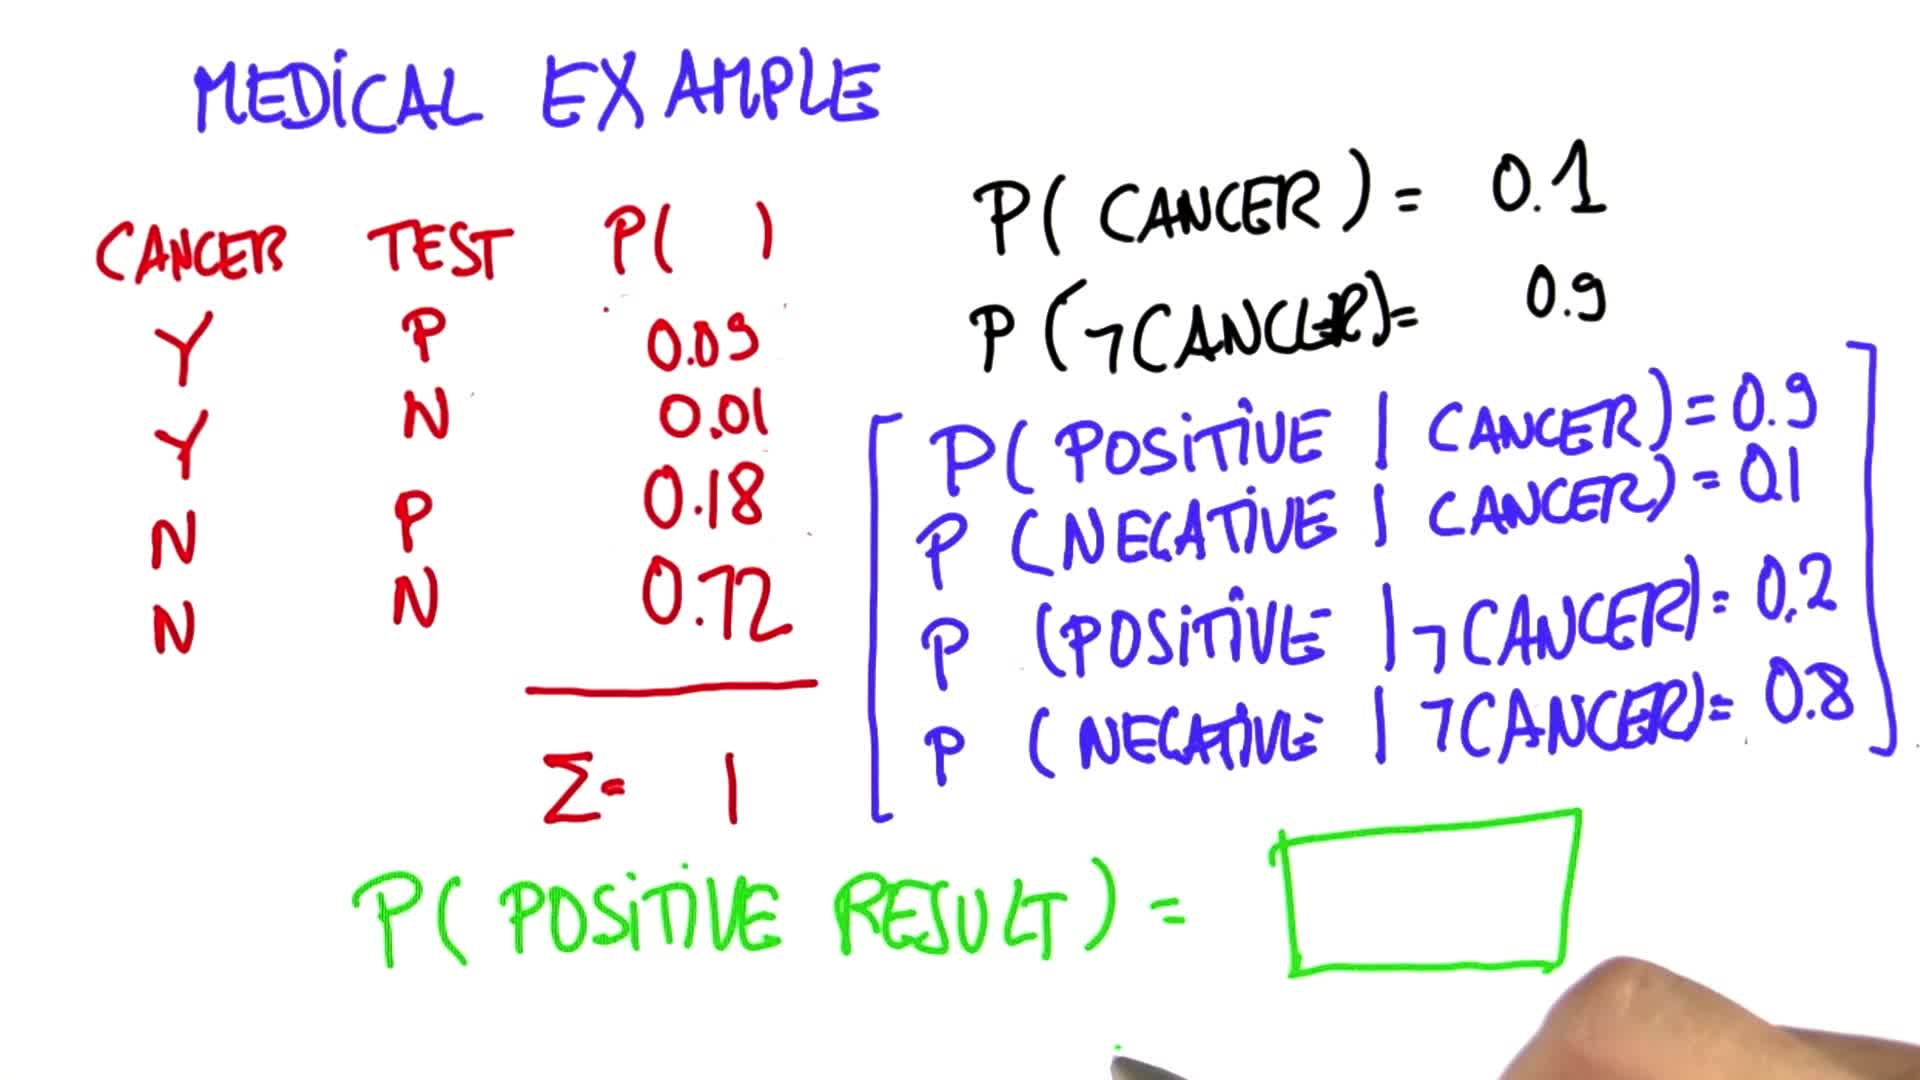 MEDICAL EXAMPLE
CANCER TEST P( )
Y P 0.09
Y N 0.01
N P 0.18
N N 0.72
Σ= 1
P( CANCER ) = 0.1
P (¬CANCER)= 0.9
P( POSITIVE | CANCER) = 0.9
P (NEGATIVE | CANCER) = 0.1
P (POSITIVE | ¬CANCER)= 0.2
P (NEGATIVE | ¬CANCER)= 0.8
P( POSITIVE RESULT ) =